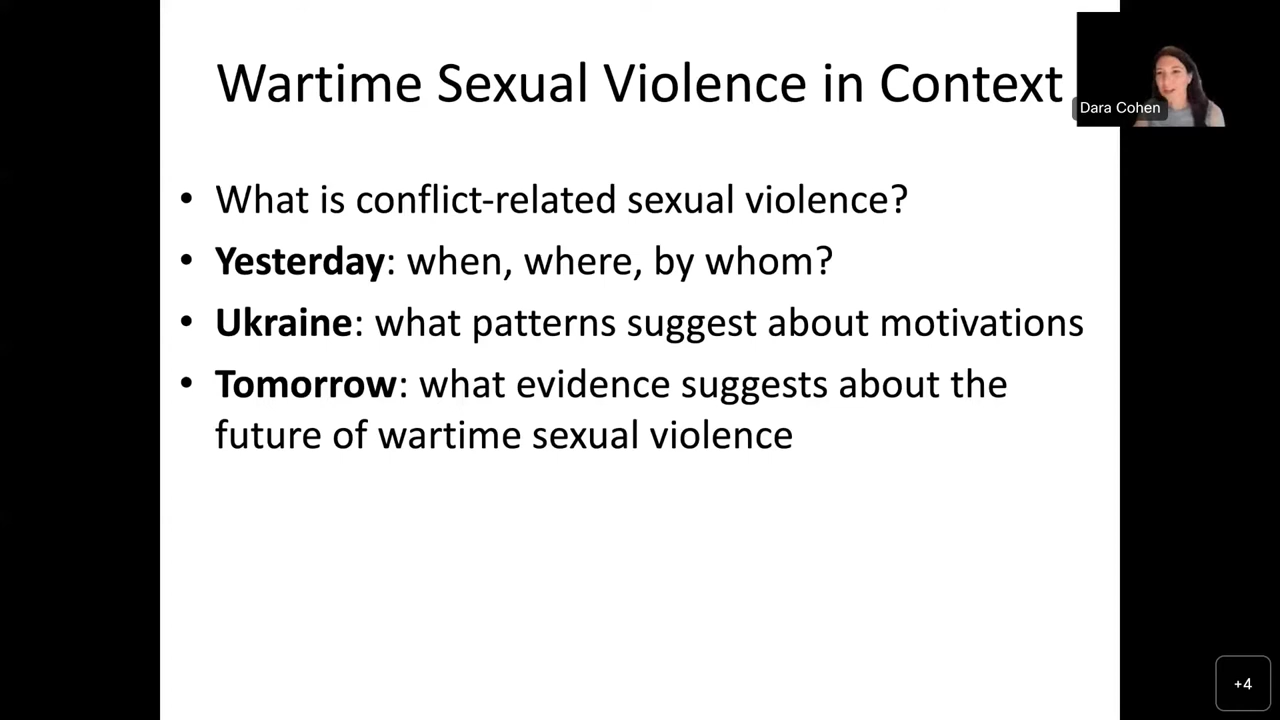 Wartime Sexual Violence in Context
Dara Cohen
• What is conflict-related sexual violence?
• Yesterday: when, where, by whom?
• Ukraine: what patterns suggest about motivations
• Tomorrow: what evidence suggests about the
future of wartime sexual violence
+4